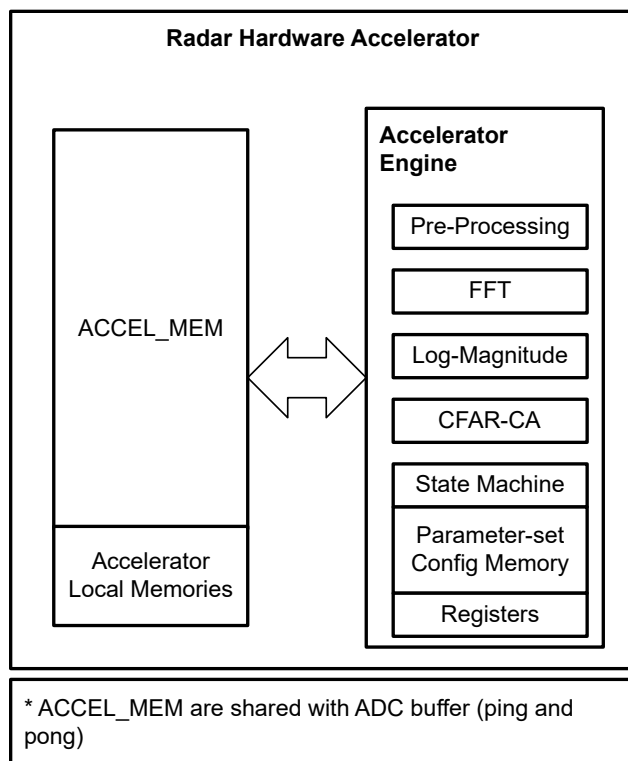 Radar Hardware Accelerator
ACCEL_MEM
Accelerator
Local Memories
Accelerator
Engine
Pre-Processing
FFT
Log-Magnitude
CFAR-CA
State Machine
Parameter-set
Config Memory
Registers
* ACCEL_MEM are shared with ADC buffer (ping and
pong)